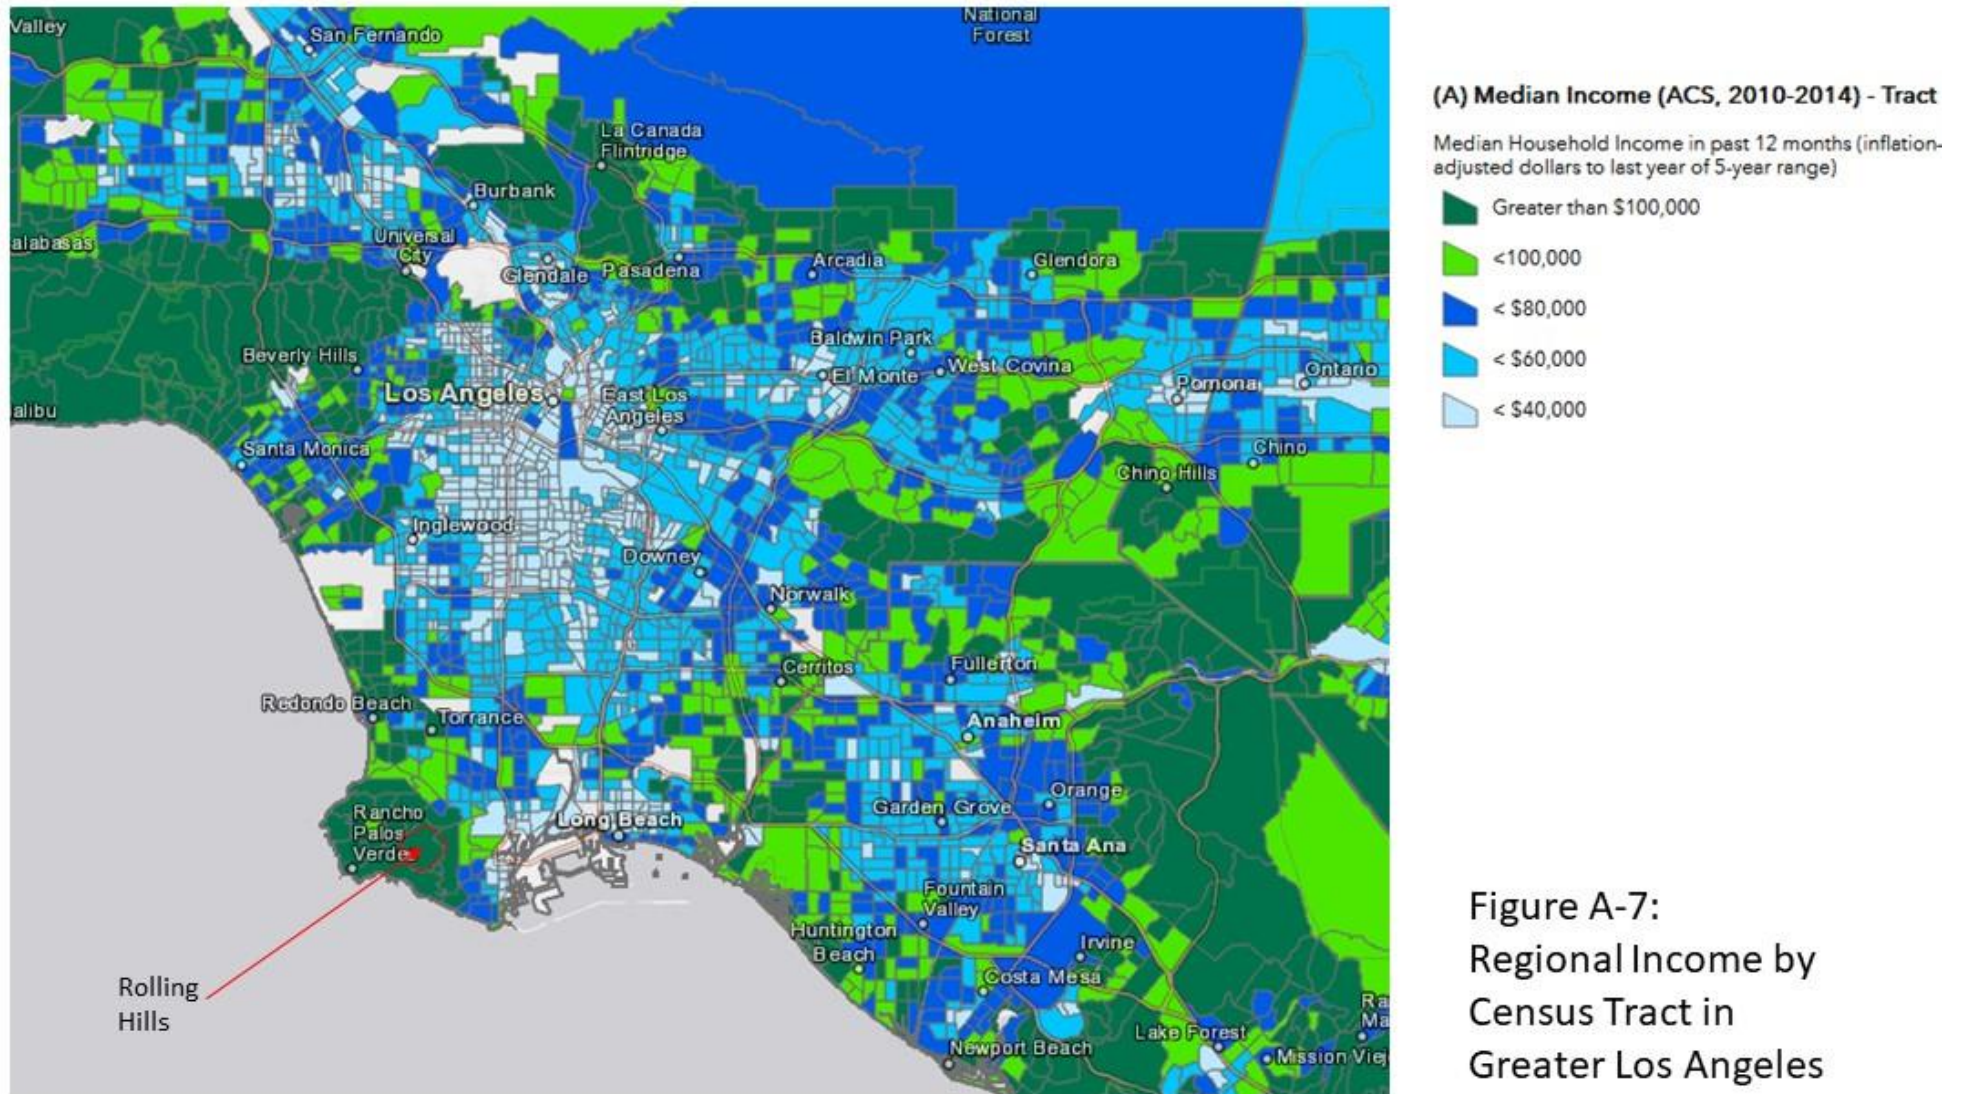 Valley
San Fernando
National
Forest
La Canada
Flintridge
Burbank
alabasas
Universal
City
Glendale
Pasadena
Arcadia
Glendora
Beverly Hills
Baldwin Park
Los Angeles
East Los
Angeles
El Monte
West Covina
Pomona
Ontario
alibu
Santa Monica
Chino
Chino Hills
Inglewood
Downey
Norwalk
Cerritos
Fullerton
Redondo Beach
Torrance
Anaheim
Rancho
Palos
Verde
Long Beach
Garden Grove
Orange
Santa Ana
Fountain
Valley
Huntington
Beach
Irvine
Costa Mesa
Ra
Ma
Lake Forest
Newport Beach
Mission Viej
Rolling
Hills
(A) Median Income (ACS, 2010-2014) - Tract
Median Household Income in past 12 months (inflation-
adjusted dollars to last year of 5-year range)
Greater than $100,000
<100,000
< $80,000
< $60,000
< $40,000
Figure A-7:
Regional Income by
Census Tract in
Greater Los Angeles